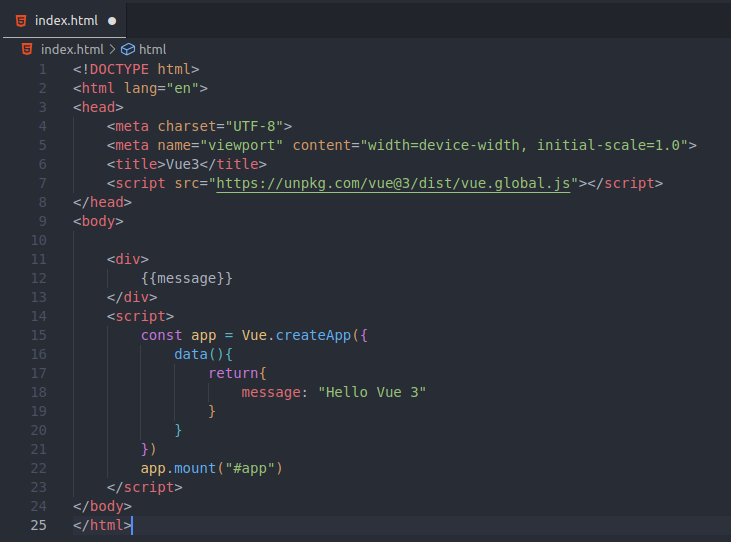 index.html
index.html > html
1 <!DOCTYPE html>
2 <html lang="en">
3 <head>
4     <meta charset="UTF-8">
5     <meta name="viewport" content="width=device-width, initial-scale=1.0">
6     <title>Vue3</title>
7     <script src="https://unpkg.com/vue@3/dist/vue.global.js"></script>
8 </head>
9 <body>
10
11     <div>
12         {{message}}
13     </div>
14     <script>
15         const app = Vue.createApp({
16             data(){
17                 return{
18                     message: "Hello Vue 3"
19                 }
20             }
21         })
22         app.mount("#app")
23     </script>
24 </body>
25 </html>